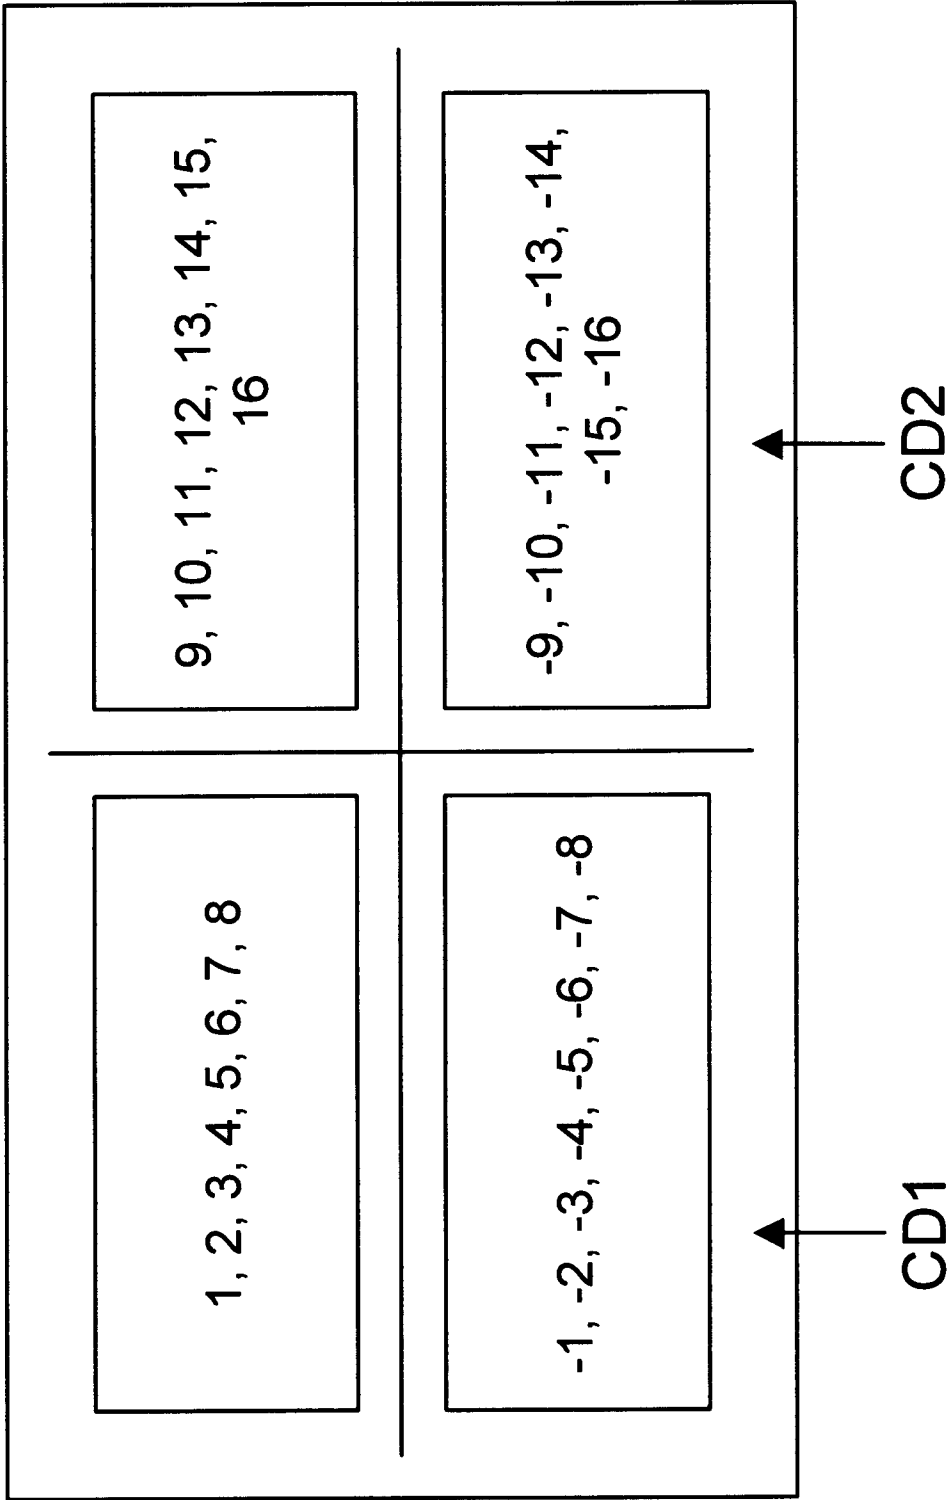 1, 2, 3, 4, 5, 6, 7, 8
9, 10, 11, 12, 13, 14, 15,
16
-1, -2, -3, -4, -5, -6, -7, -8
-9, -10, -11, -12, -13, -14,
-15, -16
CD1
CD2